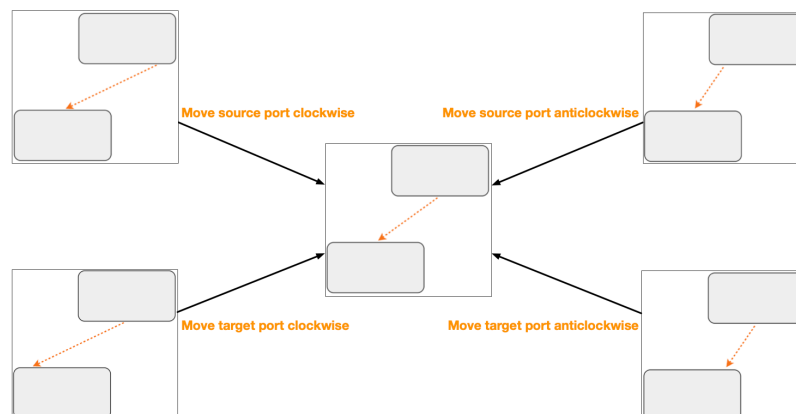 Move source port clockwise
Move source port anticlockwise
Move target port clockwise
Move target port anticlockwise